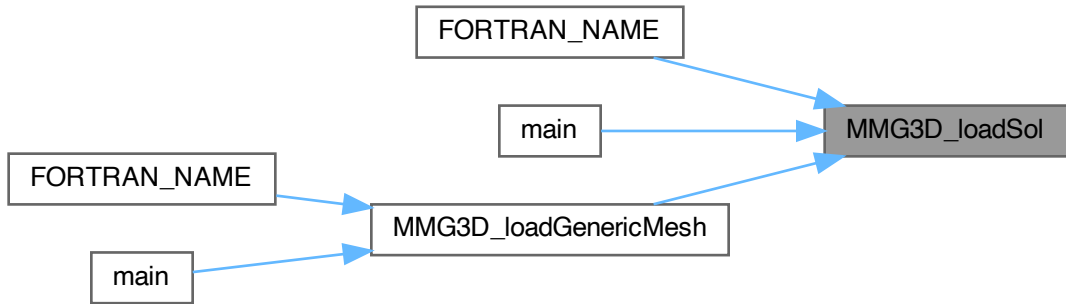 FORTRAN_NAME
main
MMG3D_loadSol
FORTRAN_NAME
MMG3D_loadGenericMesh
main